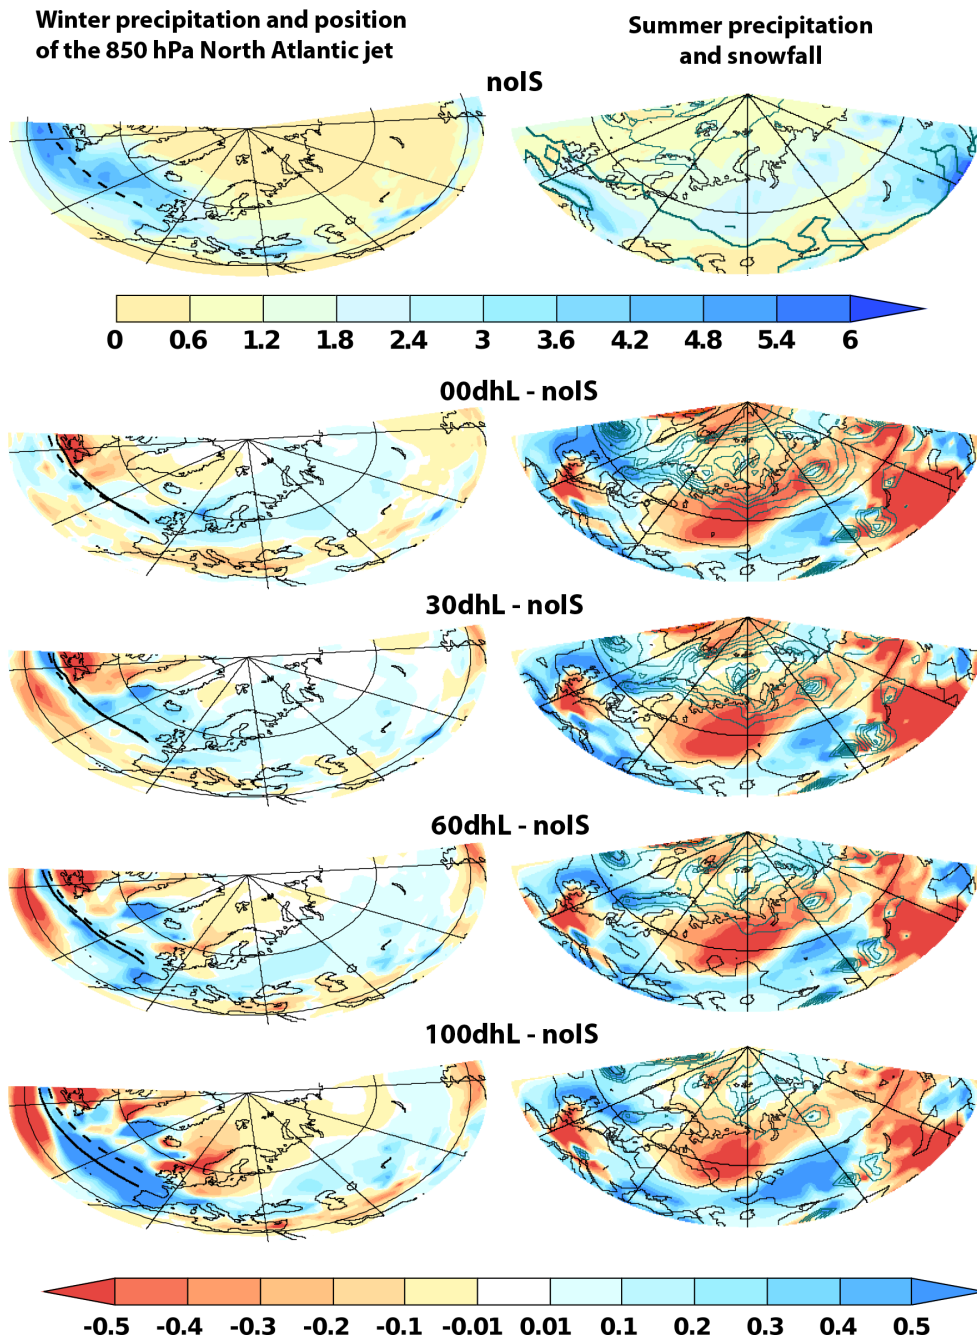 Winter precipitation and position
of the 850 hPa North Atlantic jet
Summer precipitation
and snowfall
noIS
0 0.6 1.2 1.8 2.4 3 3.6 4.2 4.8 5.4 6
00dhL - noIS
30dhL - noIS
60dhL - noIS
100dhL - noIS
-0.5 -0.4 -0.3 -0.2 -0.1 -0.01 0.01 0.1 0.2 0.3 0.4 0.5